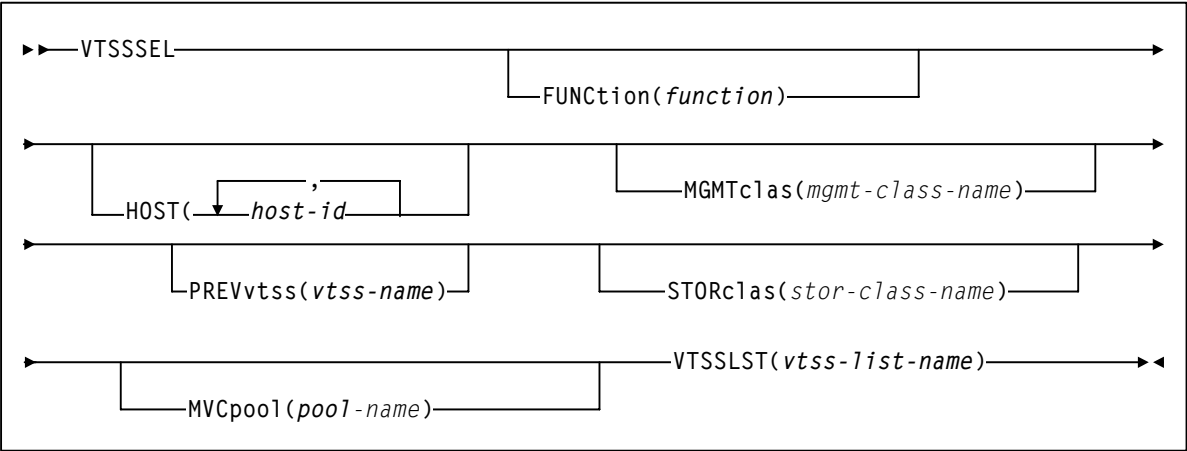 VTSSSEL
FUNCtion(function)
HOST( host-id
,
MGMTclas(mgmt-class-name)
PREVvtss(vtss-name)
STORclas(stor-class-name)
MVCpool(pool-name)
VTSSLST(vtss-list-name)